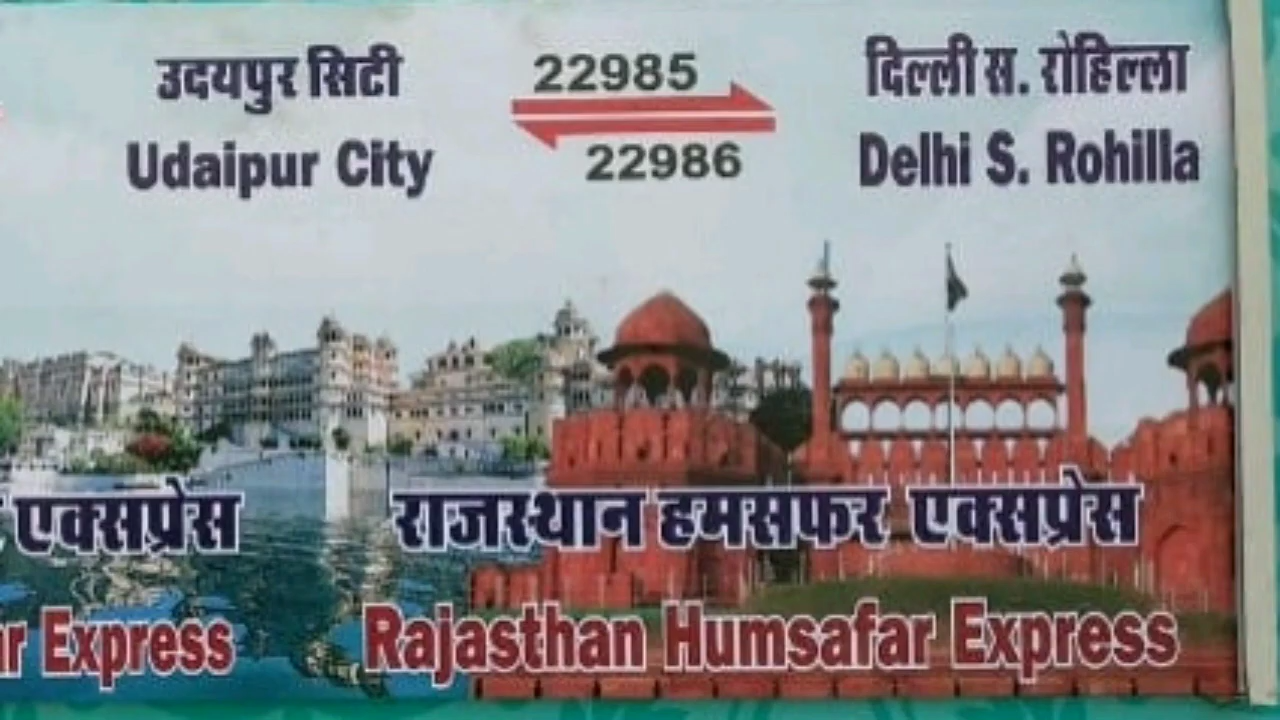 उदयपुर सिटी
22985
दिल्ली स. रोहिल्ला
Udaipur City
22986
Delhi S. Rohilla
एक्सप्रेस
राजस्थान हमसफर एक्सप्रेस
Express
Rajasthan Humsafar Express